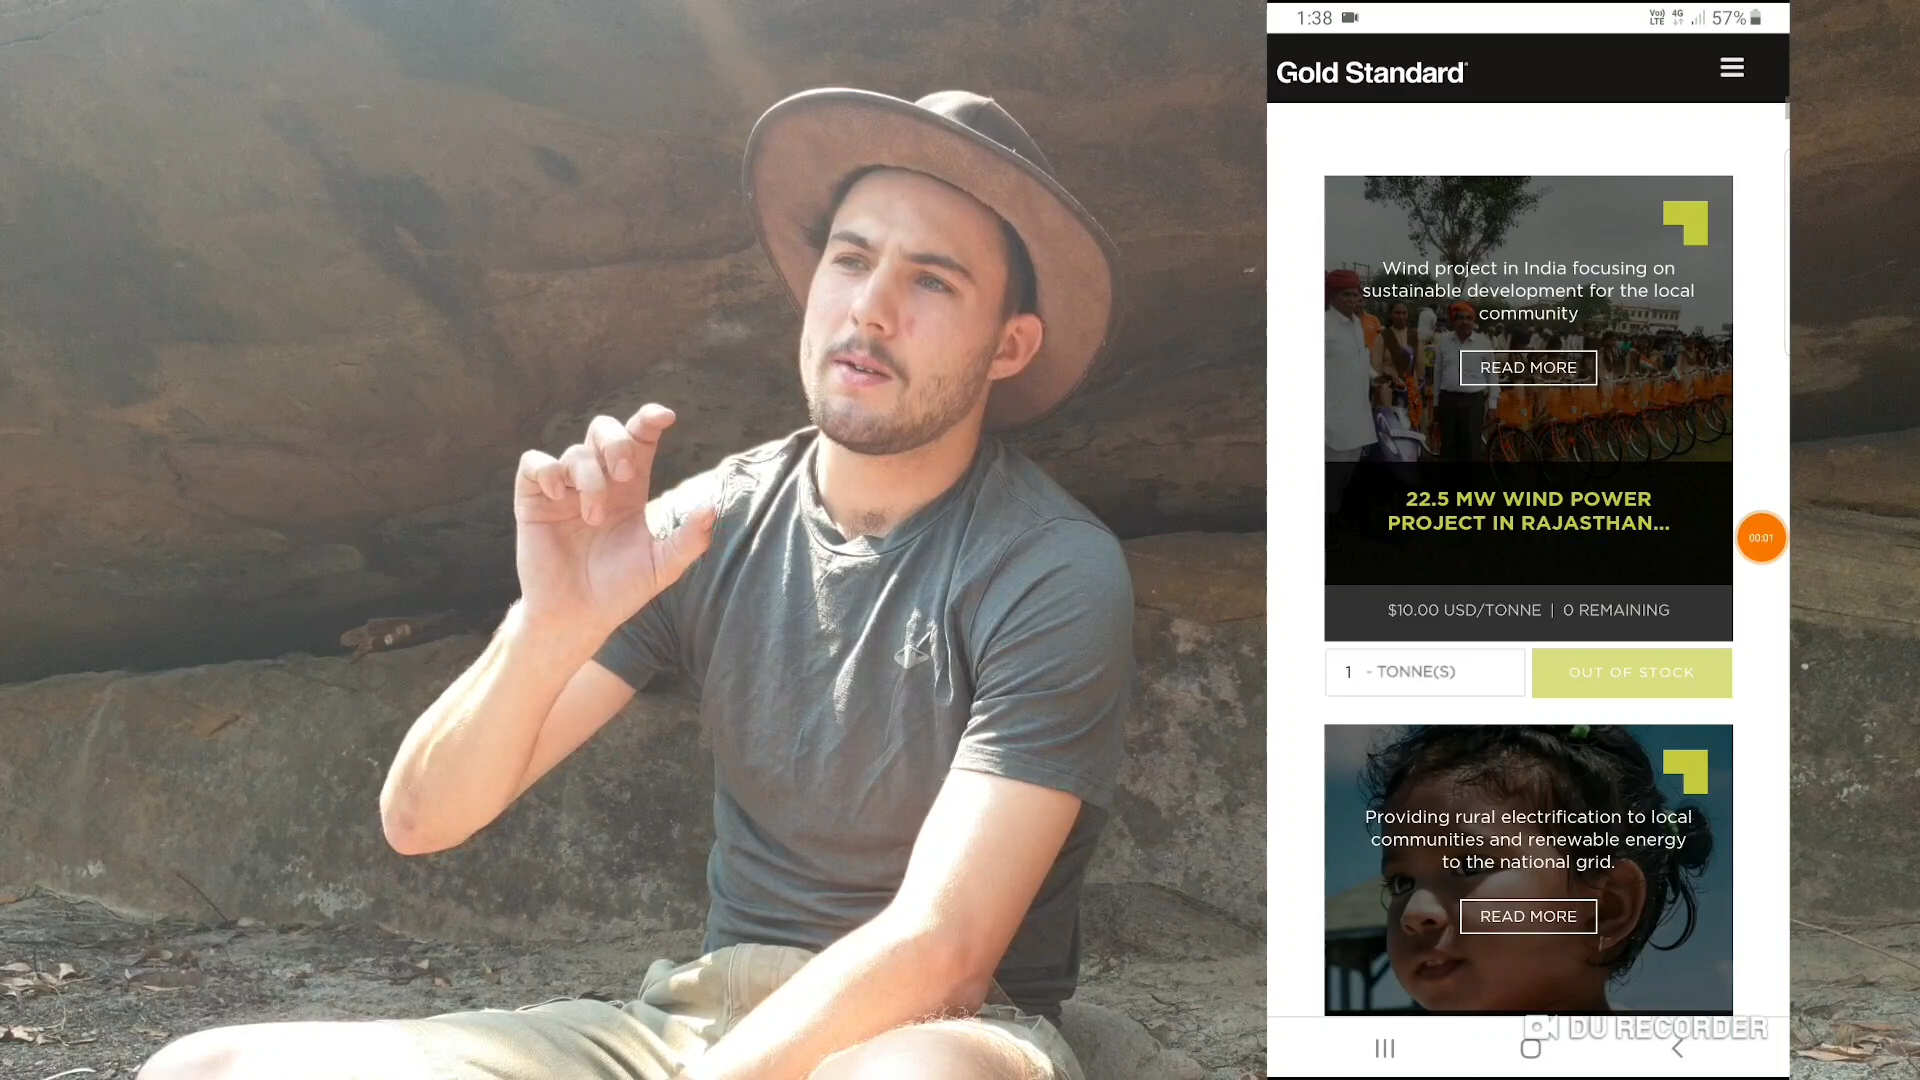 1:38
Vo) 4G
LTE
57%
Gold Standard
Wind project in India focusing on
sustainable development for the local
community
READ MORE
22.5 MW WIND POWER
PROJECT IN RAJASTHAN...
$10.00 USD/TONNE | 0 REMAINING
1 - TONNE(S)
OUT OF STOCK
00:01
Providing rural electrification to local
communities and renewable energy
to the national grid.
READ MORE
DU RECORDER